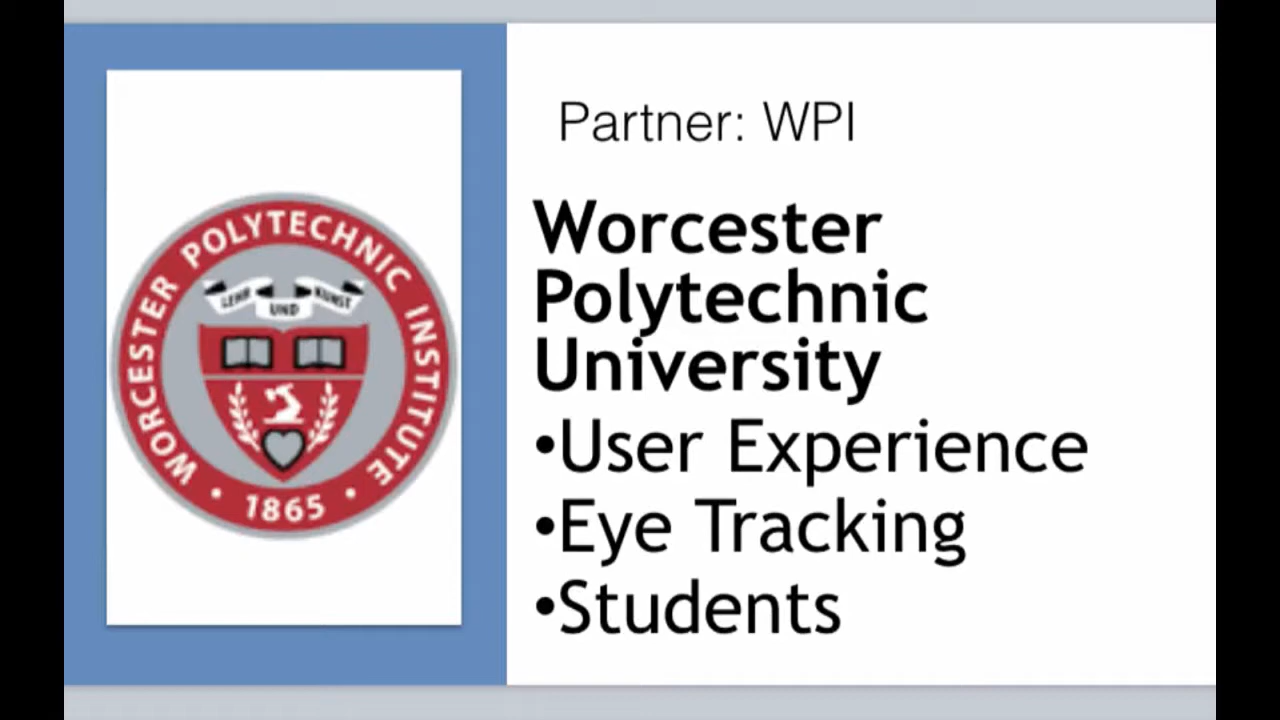 WORCESTER POLYTECHNIC INSTITUTE
LEHR UND KUNST
• 1865 •
Partner: WPI
Worcester
Polytechnic
University
•User Experience
•Eye Tracking
•Students